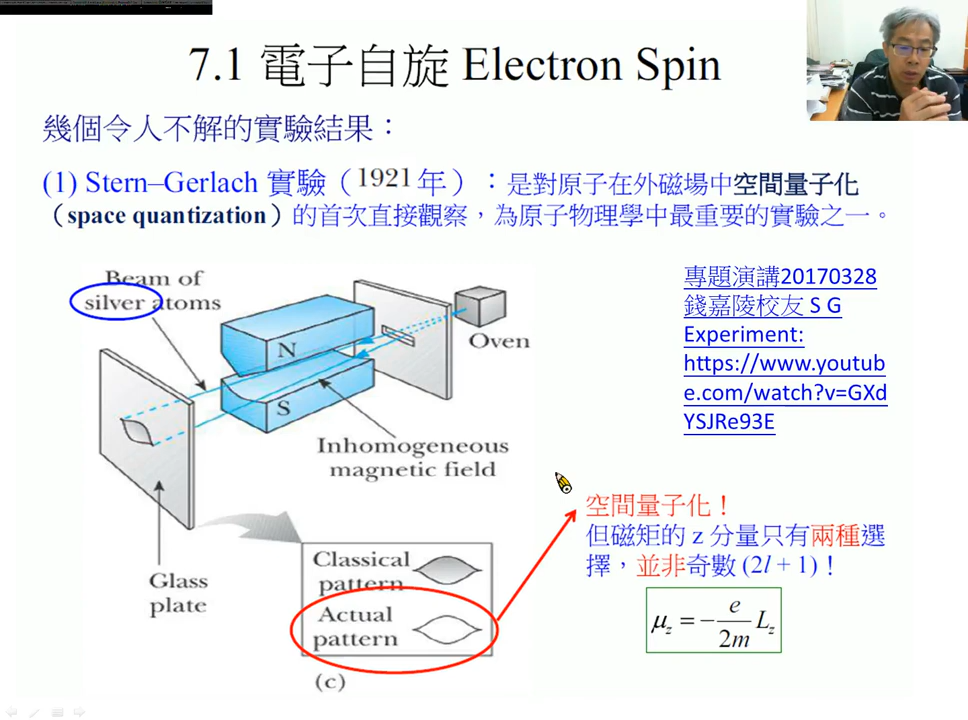 7.1 電子自旋 Electron Spin
幾個令人不解的實驗結果：
(1) Stern–Gerlach 實驗（1921年）：是對原子在外磁場中空間量子化
（space quantization）的首次直接觀察，為原子物理學中最重要的實驗之一。
Beam of
silver atoms
N
S
Oven
Inhomogeneous
magnetic field
Glass
plate
Classical
pattern
Actual
pattern
(c)
專題演講20170328
錢嘉陵校友 S G
Experiment:
https://www.youtub
e.com/watch?v=GXd
YSJRe93E
空間量子化！
但磁矩的 z 分量只有兩種選
擇，並非奇數 (2l + 1)！
μz = − e/2m Lz